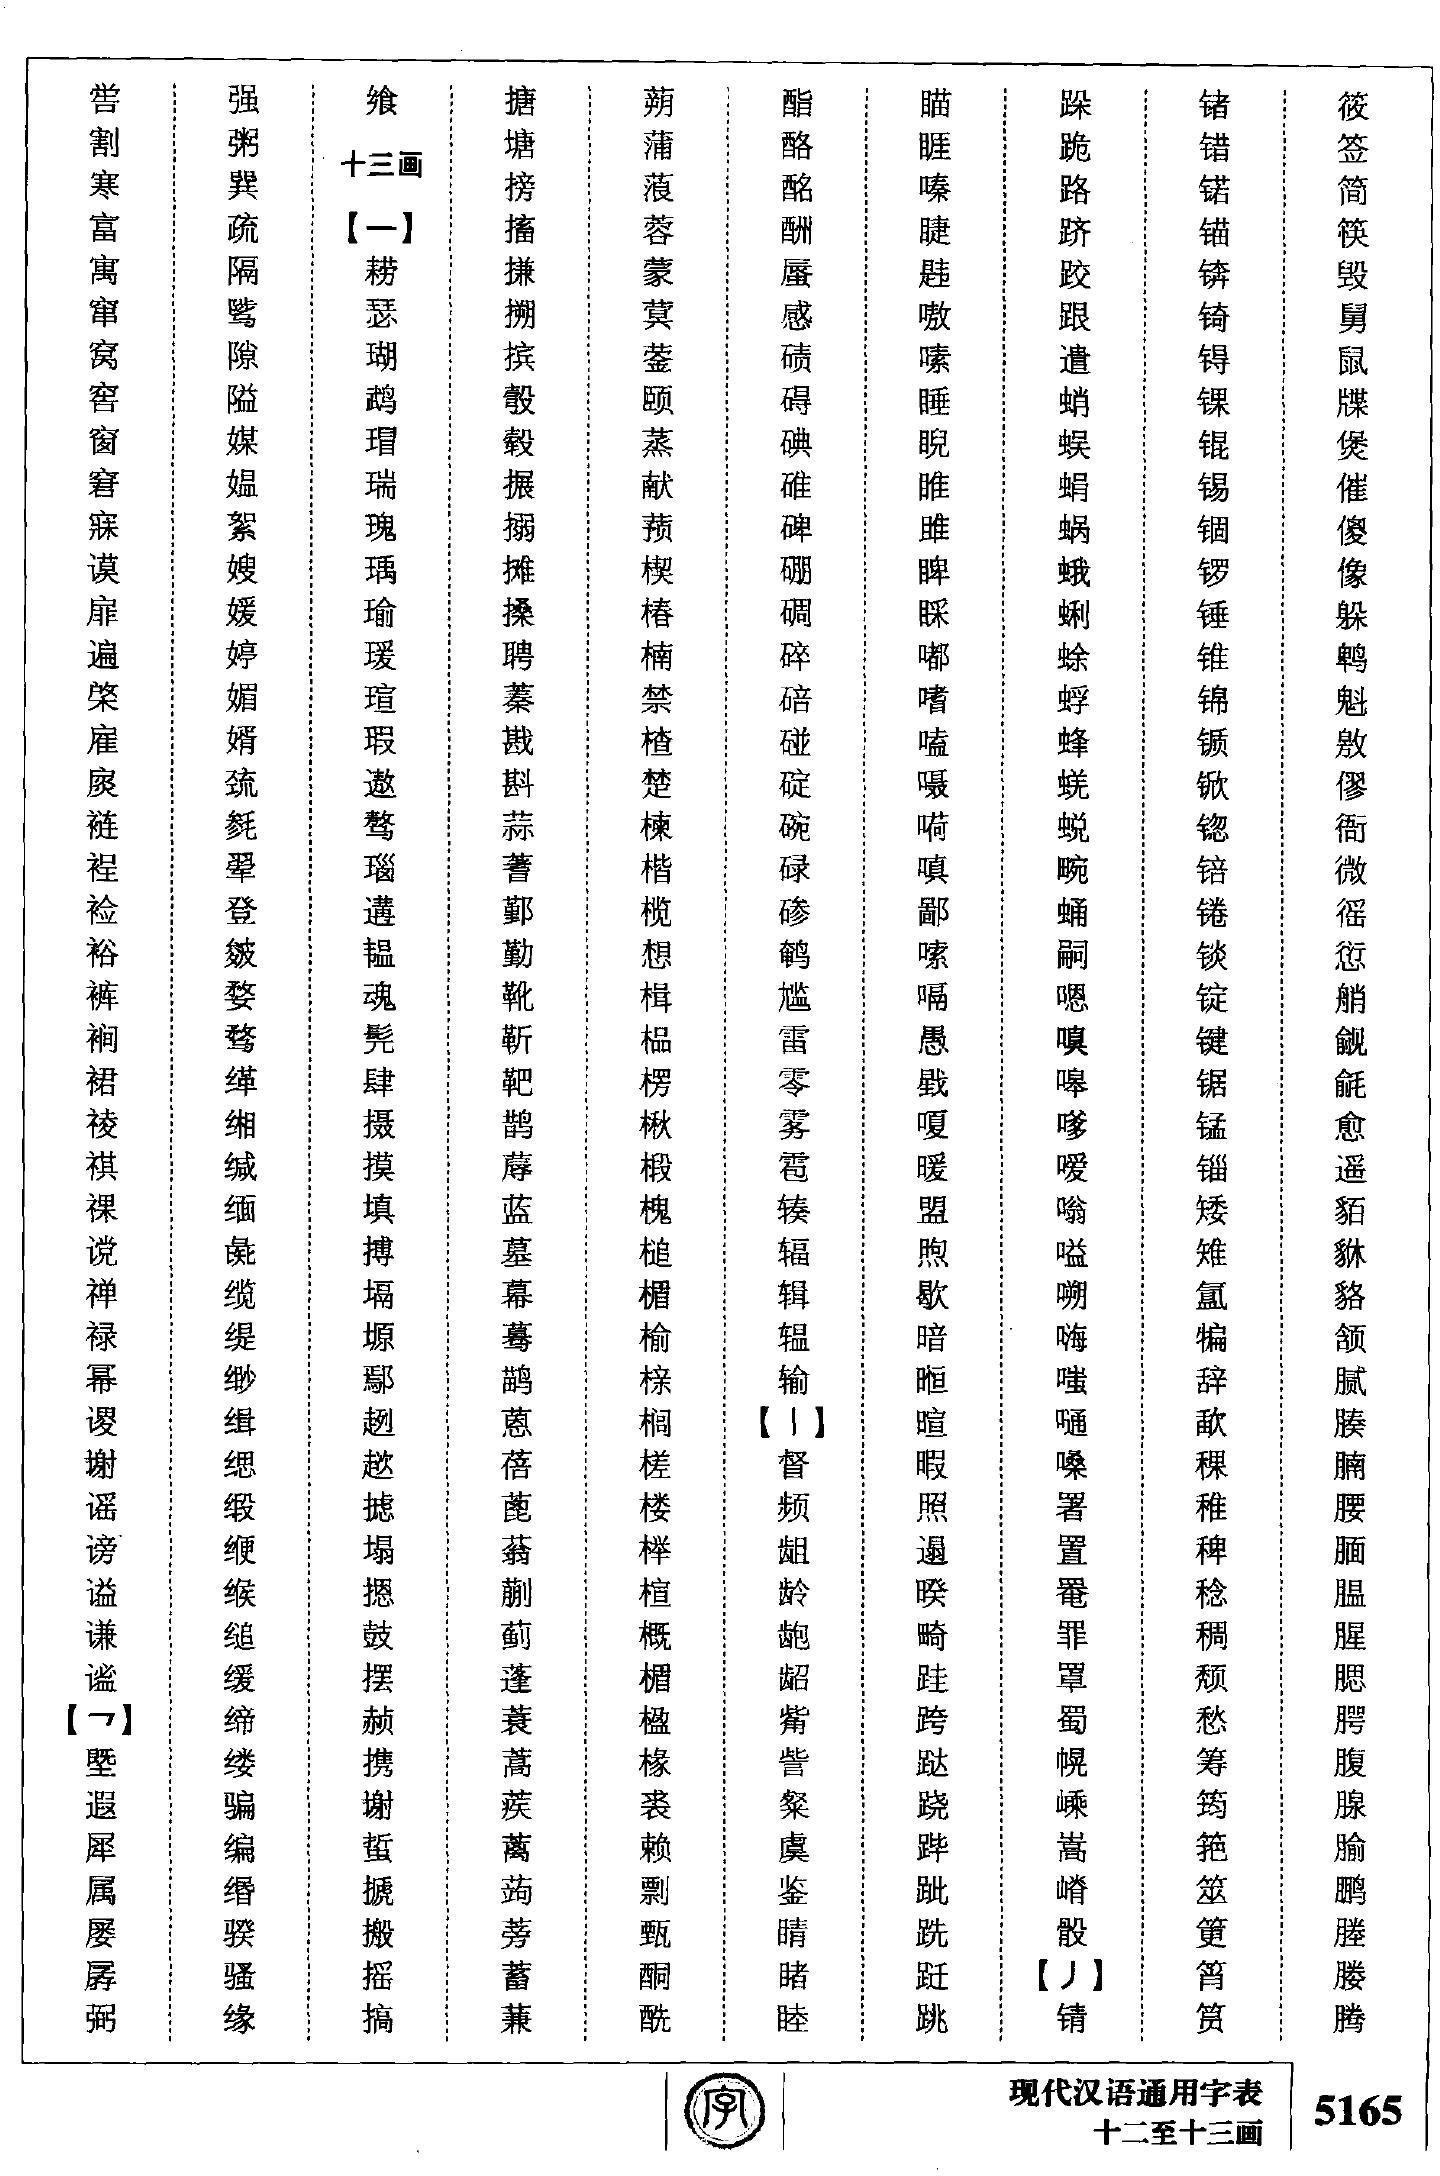 喾割寒富寓窜窝窖窗窘寐谟扉遍棨雇扊裢裎裣裕裤裥裙祾祺祼谠禅禄幂谡谢谣谤谥谦谧
【乛】
塈遐犀属屡孱弼
强粥巽疏隔骘隙隘媒媪絮嫂媛婷媚婿巯毵翚登皴婺骛缂缃缄缅彘缆缇缈缉缌缎缏缑缒缓缔缕骗编缗骙骚缘
飨
十三画
【一】
耢瑟瑚鹉瑁瑞瑰瑀瑜瑗瑄瑕遨骜瑙遘韫魂髡肆摄摸填搏塥塬鄢趔趑摅塌摁鼓摆赪携塮蜇搋搬摇搞
搪塘搒搐搛搠摈彀毂搌搦摊搡聘蓁戡斟蒜蓍鄞勤靴靳靶鹊蓐蓝墓幕蓦鹋蒽蓓蓖蓊蒯蓟蓬蓑蒿蒺蓠蒟蒡蓄蒹
蒴蒲蒗蓉蒙蓂蓥颐蒸献蓣楔椿楠禁楂楚楝楷榄想楫榀楞楸椴槐槌楯榆榇榈槎楼榉楦概楣楹椽裘赖剽甄酮酰
酯酪酩酬蜃感碛碍碘碓碑硼碉碎碚碰碇碗碌碜鹌尴雷零雾雹辏辐辑辒输
【丨】
督频龃龄龅龆觜訾粲虞鉴睛睹睦
瞄睚嗪睫韪嗷嗉睡睨睢雎睥睬嘟嗜嗑嗫嗬嗔鄙嗦嗝愚戥嗄暖盟煦歇暗暅暄暇照遢暌畸跬跨跶跷跸跐跣跹跳
跺跪路跻跤跟遣蛸蜈蜎蜗蛾蜊蜍蜉蜂蜣蜕畹蛹嗣嗯嗅嗥嗲嗳嗡嗌嗍嗨嗤嗵嗓署置罨罪罩蜀幌嵊嵩嵴骰
【丿】
锖
锗错锘锚锛锜锝锞锟锡锢锣锤锥锦锧锨锪锫锩锬锭键锯锰锱矮雉氲犏辞歃稞稚稗稔稠颓愁筹筠筢筮筻筲筼
筱签简筷毁舅鼠牒煲催傻像躲鹎魁敫僇衙微徭愆艄觎毹愈遥貊貅貉颔腻腠腩腰腼腽腥腮腭腹腺腧鹏塍媵腾
字
现代汉语通用字表
十二至十三画
5165